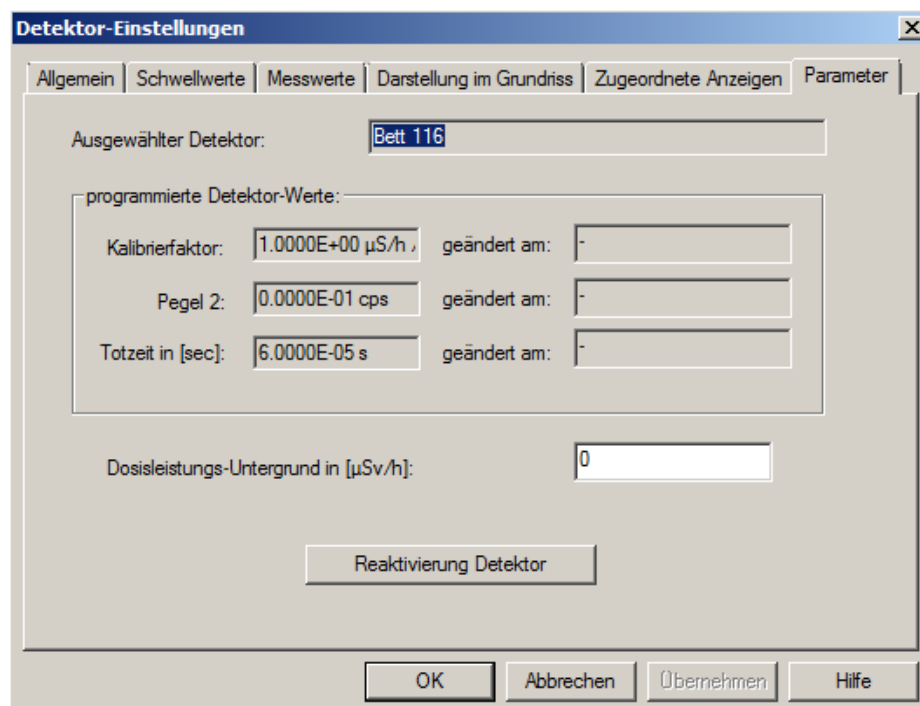 Detektor-Einstellungen
Allgemein Schwellwerte Messwerte Darstellung im Grundriss Zugeordnete Anzeigen Parameter
Ausgewählter Detektor: Bett 116
programmierte Detektor-Werte:
Kalibrierfaktor: 1.0000E+00 µS/h / geändert am: -
Pegel 2: 0.0000E-01 cps geändert am: -
Totzeit in [sec]: 6.0000E-05 s geändert am: -
Dosisleistungs-Untergrund in [µSv/h]: 0
Reaktivierung Detektor
OK Abbrechen Übernehmen Hilfe